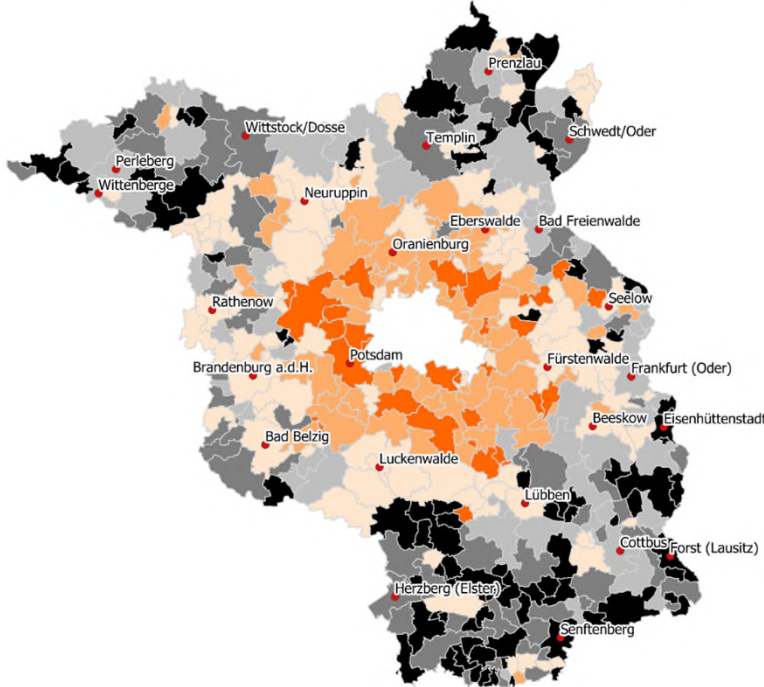 Prenzlau
Wittstock/Dosse
Templin
Schwedt/Oder
Perleberg
Wittenberge
Neuruppin
Eberswalde
Bad Freienwalde
Oranienburg
Rathenow
Seelow
Potsdam
Brandenburg a.d.H.
Fürstenwalde
Frankfurt (Oder)
Beeskow
Eisenhüttenstadt
Bad Belzig
Luckenwalde
Lübben
Cottbus
Forst (Lausitz)
Herzberg (Elster)
Senftenberg